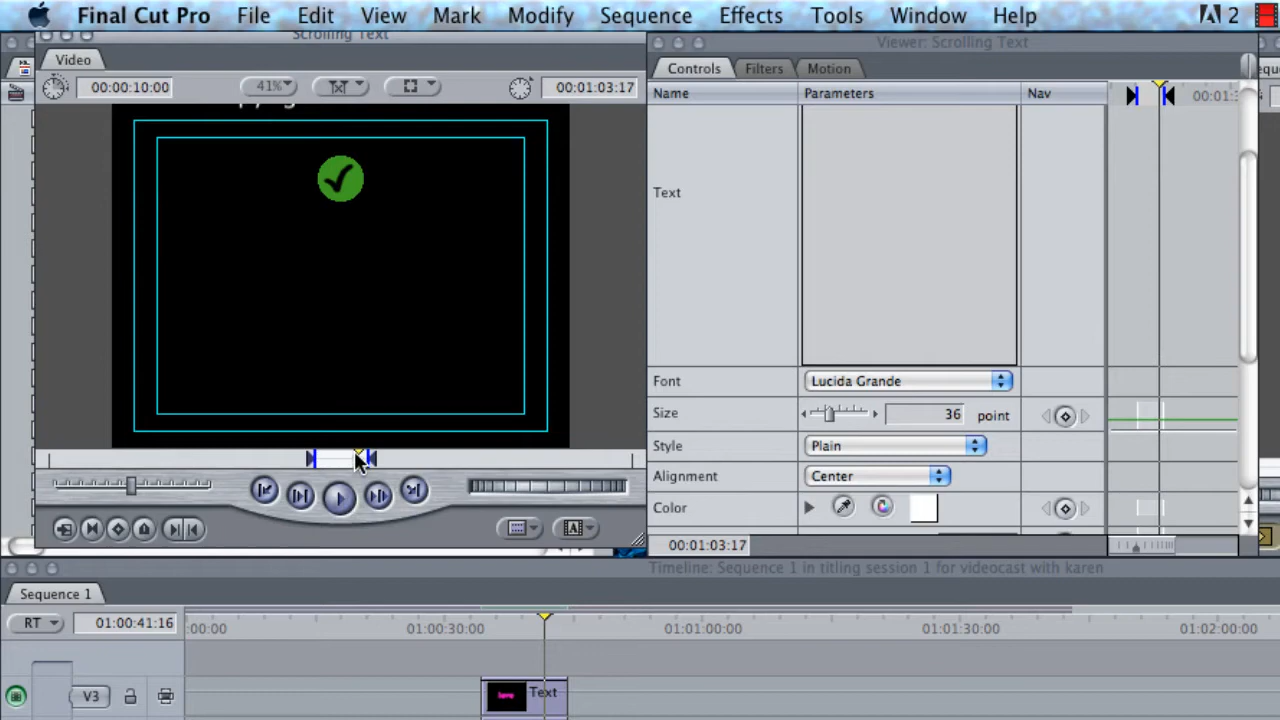 Final Cut Pro File Edit View Mark Modify Sequence Effects Tools Window Help 2
Scrolling Text
Viewer: Scrolling Text
Video
Controls Filters Motion
00:00:10:00 41% 00:01:03:17
Name Parameters Nav
Text
Font Lucida Grande
Size 36 point
Style Plain
Alignment Center
Color
00:01:03:17
Timeline: Sequence 1 in titling session 1 for videocast with karen
Sequence 1
RT 01:00:41:16 :00:00 01:00:30:00 01:01:00:00 01:01:30:00 01:02:00:00
V3 Text